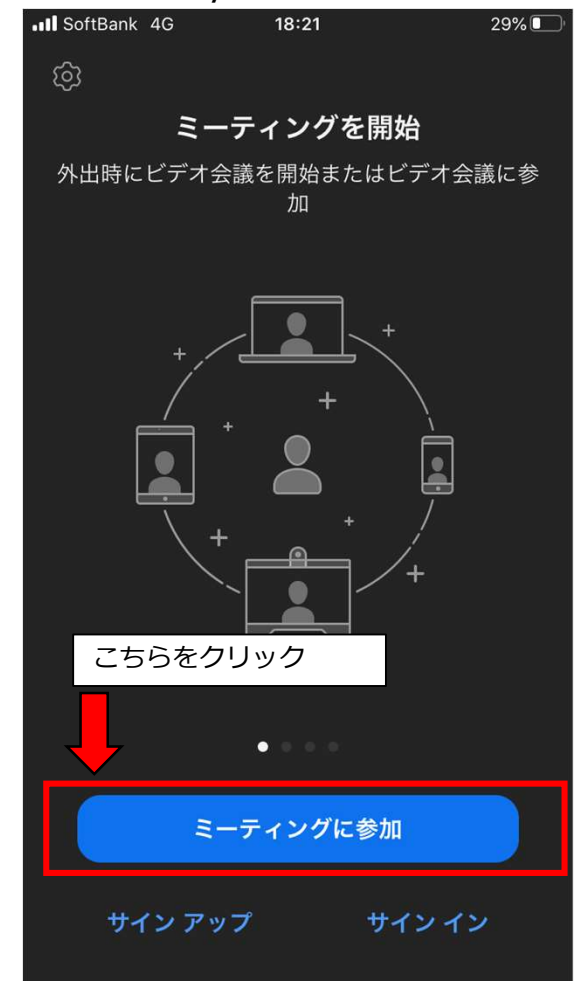 SoftBank 4G 18:21 29%
ミーティングを開始
外出時にビデオ会議を開始またはビデオ会議に参
加
こちらをクリック
ミーティングに参加
サイン アップ サイン イン